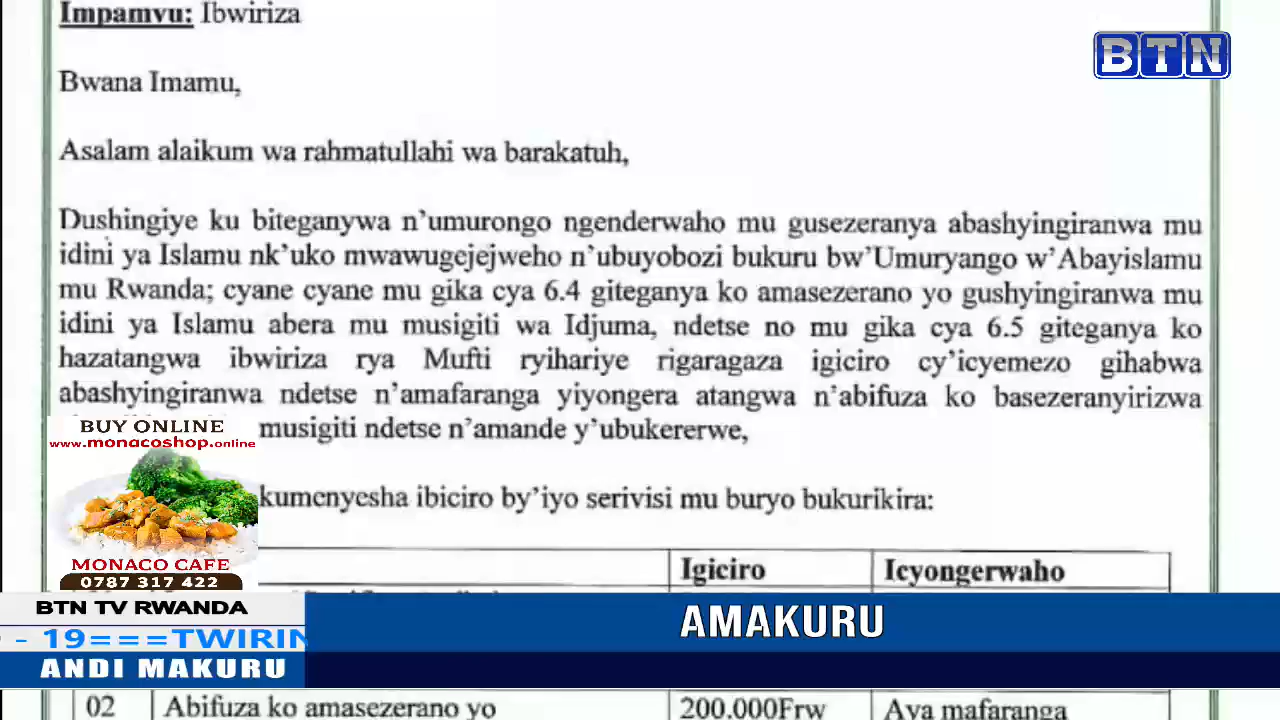 Impamvu: Ibwiriza
BTN
Bwana Imamu,
Asalam alaikum wa rahmatullahi wa barakatuh,
Dushingiye ku biteganywa n'umurongo ngenderwaho mu gusezeranya abashyingiranwa mu
idini ya Islamu nk'uko mwawugejejweho n'ubuyobozi bukuru bw'Umuryango w'Abayislamu
mu Rwanda; cyane cyane mu gika cya 6.4 giteganya ko amasezerano yo gushyingiranwa mu
idini ya Islamu abera mu musigiti wa Idjuma, ndetse no mu gika cya 6.5 giteganya ko
hazatangwa ibwiriza rya Mufti ryihariye rigaragaza igiciro cy'icyemezo gihabwa
abashyingiranwa ndetse n'amafaranga yiyongera atangwa n'abifuza ko basezeranyirizwa
musigiti ndetse n'amande y'ubukererwe,
kumenyesha ibiciro by'iyo serivisi mu buryo bukurikira:
BUY ONLINE
www.monacoshop.online
MONACO CAFE
0787 317 422
Igiciro Icyongerwaho
BTN TV RWANDA
- 19===TWIRIN
ANDI MAKURU
AMAKURU
02 Abifuza ko amasezerano yo 200.000Frw Aya mafaranga